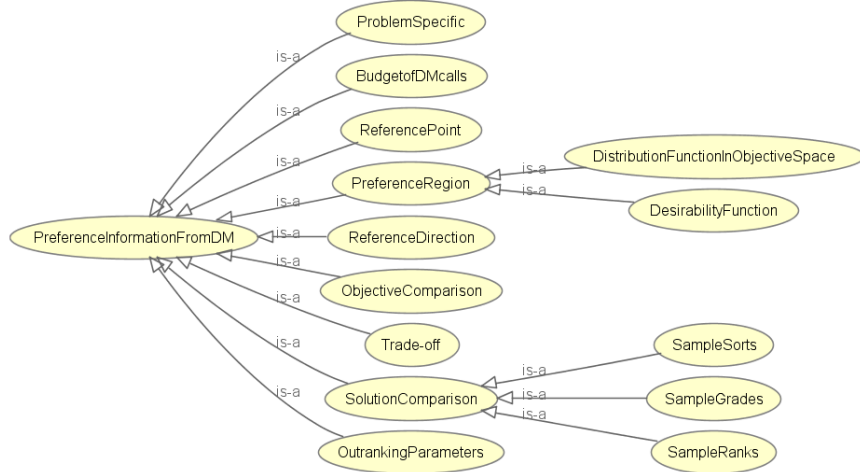 ProblemSpecific
is-a
BudgetofDMcalls
is-a
ReferencePoint
is-a
DistributionFunctionInObjectiveSpace
is-a
PreferenceRegion
is-a
is-a
DesirabilityFunction
PreferenceInformationFromDM
is-a
ReferenceDirection
is-a
ObjectiveComparison
is-a
Trade-off
is-a
SampleSorts
is-a
SolutionComparison
is-a
SampleGrades
is-a
is-a
OutrankingParameters
SampleRanks